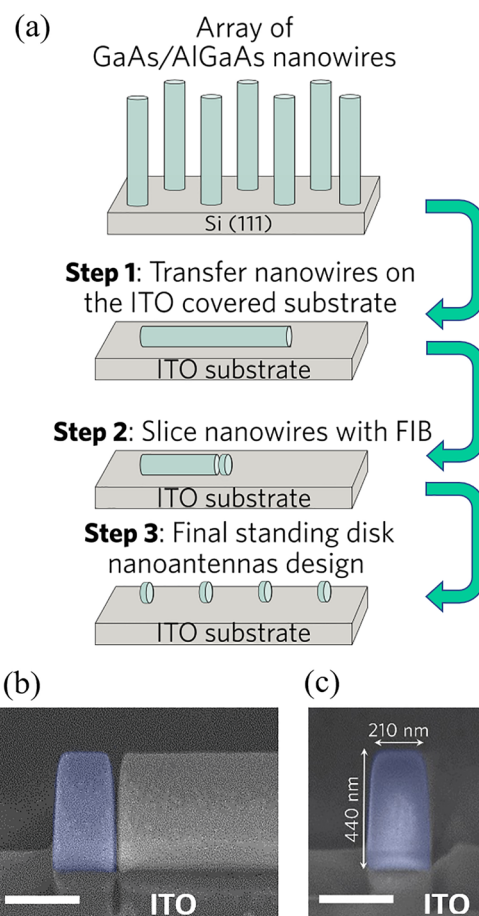 (a)
Array of
GaAs/AlGaAs nanowires
Si (111)
Step 1: Transfer nanowires on
the ITO covered substrate
ITO substrate
Step 2: Slice nanowires with FIB
ITO substrate
Step 3: Final standing disk
nanoantennas design
ITO substrate
(b)
(c)
210 nm
440 nm
ITO
ITO